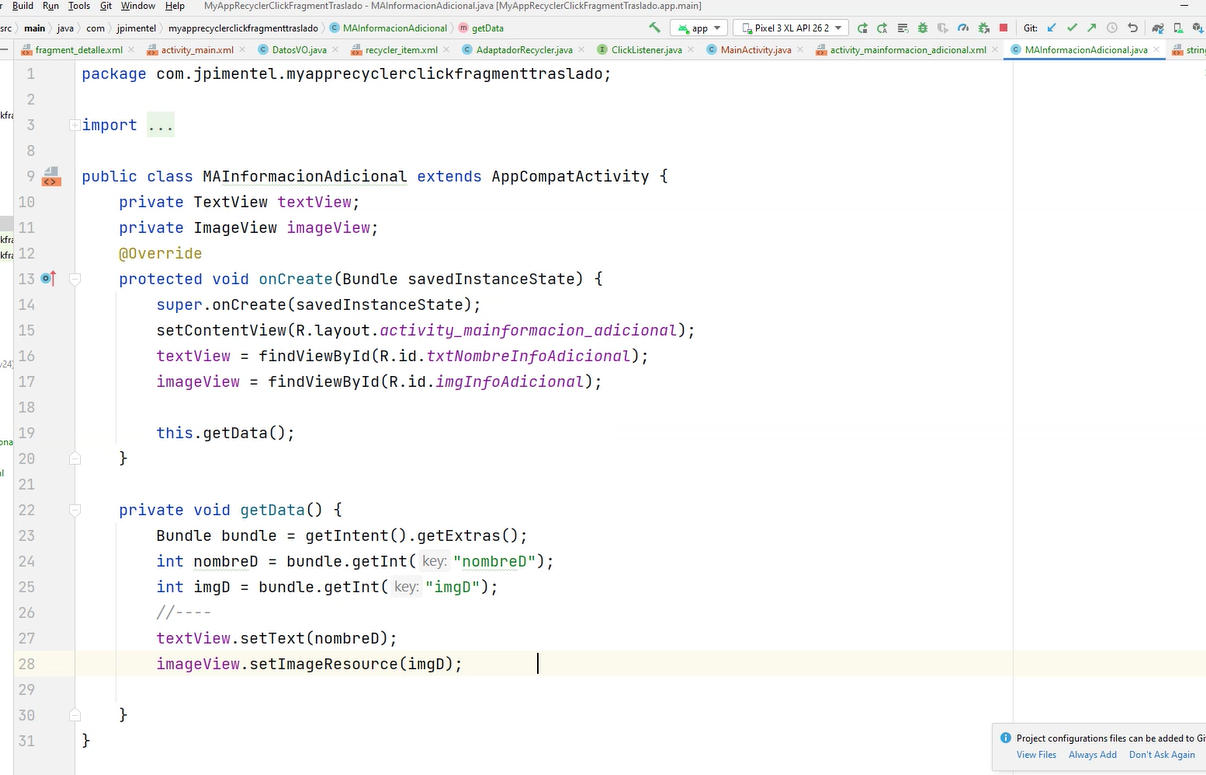 Build Run Tools Git Window Help MyAppRecyclerClickFragmentTraslado - MAInformacionAdicional.java [MyAppRecyclerClickFragmentTraslado.app.main]
src main java com jpimentel myapprecyclerclickfragmenttraslado MAInformacionAdicional getData app Pixel 3 XL API 26 2 Git:
fragment_detalle.xml activity_main.xml DatosVO.java recycler_item.xml AdaptadorRecycler.java ClickListener.java MainActivity.java activity_mainformacion_adicional.xml MAInformacionAdicional.java string
1 package com.jpimentel.myapprecyclerclickfragmenttraslado;
2
3 import ...
8
9 public class MAInformacionAdicional extends AppCompatActivity {
10 private TextView textView;
11 private ImageView imageView;
12 @Override
13 protected void onCreate(Bundle savedInstanceState) {
14 super.onCreate(savedInstanceState);
15 setContentView(R.layout.activity_mainformacion_adicional);
16 textView = findViewById(R.id.txtNombreInfoAdicional);
17 imageView = findViewById(R.id.imgInfoAdicional);
18
19 this.getData();
20 }
21
22 private void getData() {
23 Bundle bundle = getIntent().getExtras();
24 int nombreD = bundle.getInt( key: "nombreD");
25 int imgD = bundle.getInt( key: "imgD");
26 //----
27 textView.setText(nombreD);
28 imageView.setImageResource(imgD);
29
30 }
31 }
Project configurations files can be added to Git
View Files Always Add Don't Ask Again